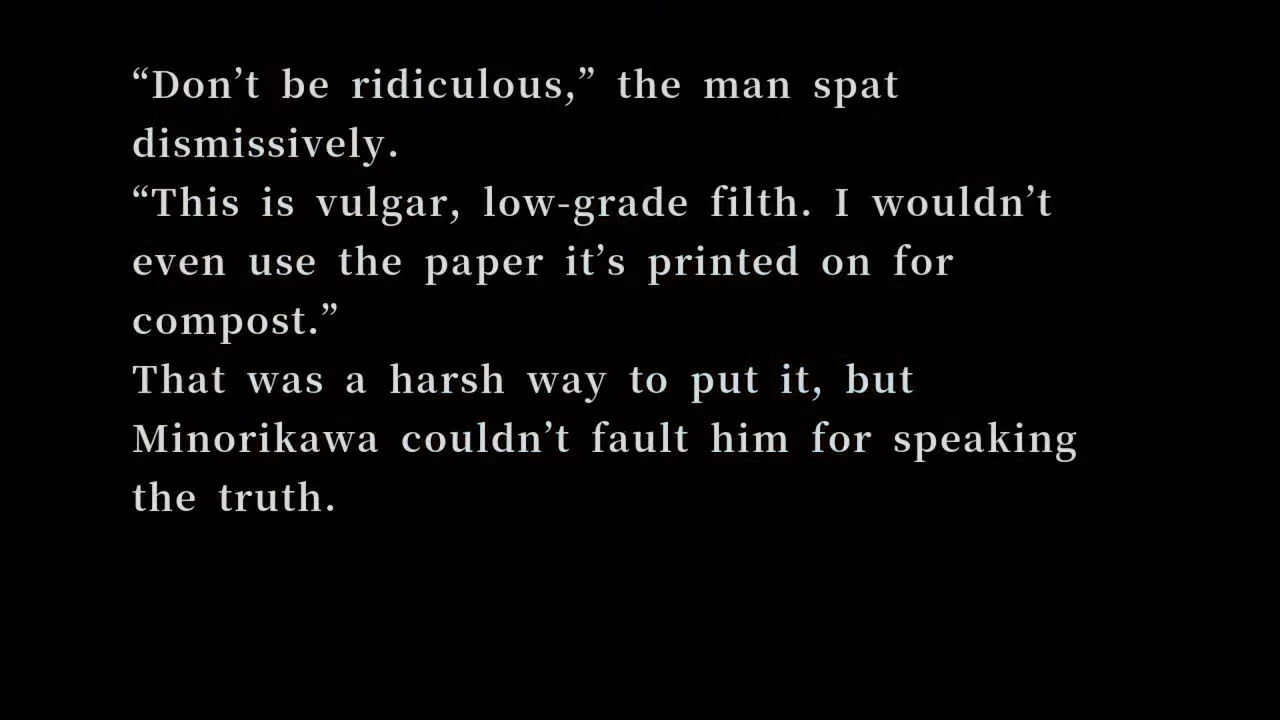 “Don’t be ridiculous,” the man spat
dismissively.
“This is vulgar, low-grade filth. I wouldn’t
even use the paper it’s printed on for
compost.”
That was a harsh way to put it, but
Minorikawa couldn’t fault him for speaking
the truth.